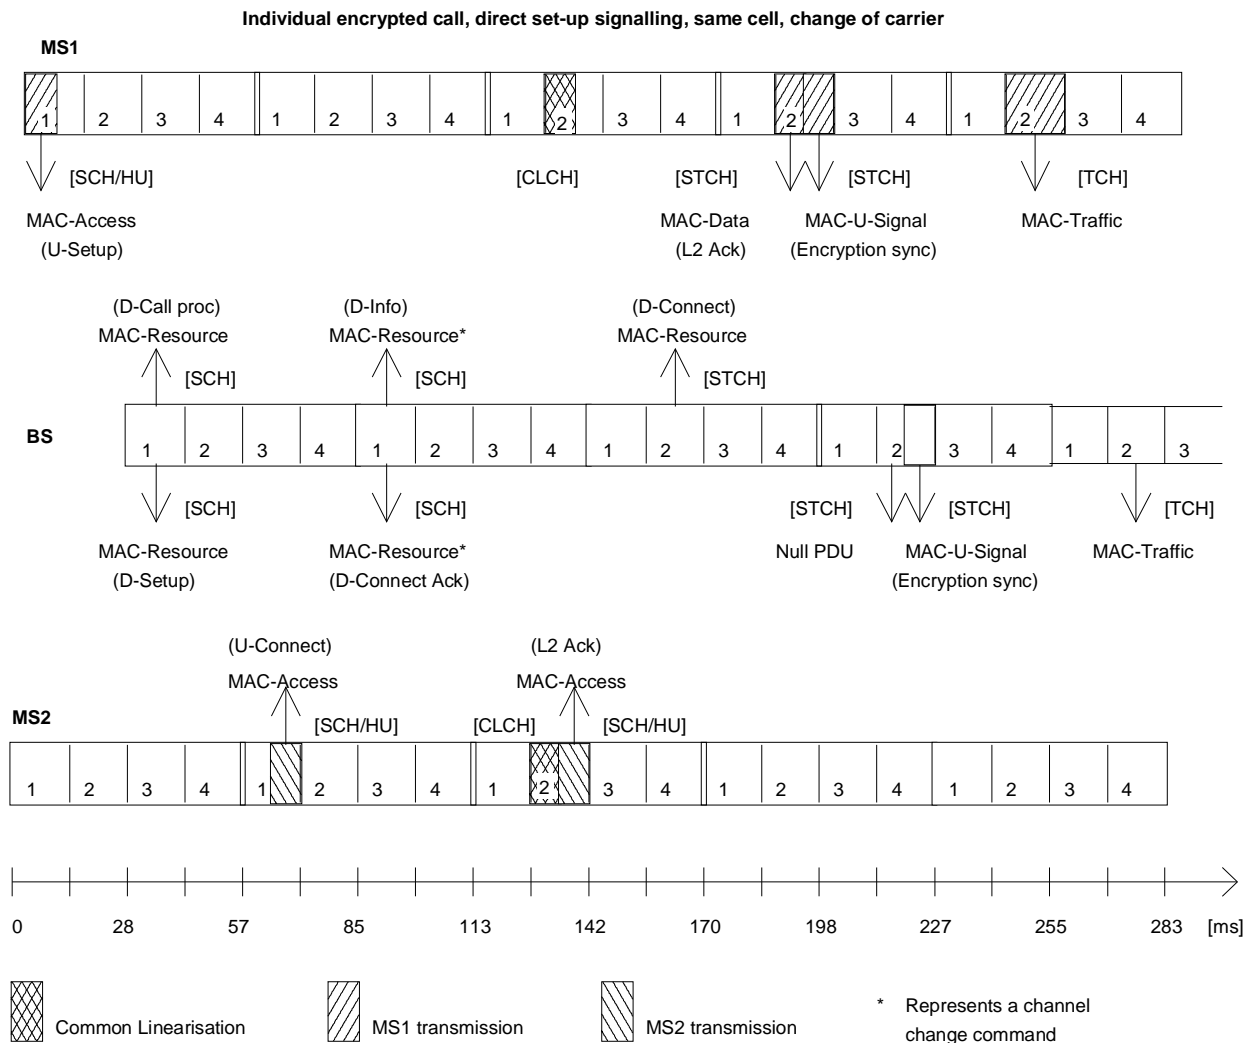 Individual encrypted call, direct set-up signalling, same cell, change of carrier
MS1
1 2 3 4 1 2 3 4 1 2 3 4 1 2 3 4 1 2 3 4
[SCH/HU] [CLCH] [STCH] [STCH] [TCH]
MAC-Access MAC-Data MAC-U-Signal MAC-Traffic
(U-Setup) (L2 Ack) (Encryption sync)
(D-Call proc) (D-Info) (D-Connect)
MAC-Resource MAC-Resource* MAC-Resource
[SCH] [SCH] [STCH]
BS
1 2 3 4 1 2 3 4 1 2 3 4 1 2 3 4 1 2 3
[SCH] [SCH] [STCH] [STCH] [TCH]
MAC-Resource MAC-Resource* Null PDU MAC-U-Signal MAC-Traffic
(D-Setup) (D-Connect Ack) (Encryption sync)
(U-Connect) (L2 Ack)
MAC-Access MAC-Access
MS2 [SCH/HU] [CLCH] [SCH/HU]
1 2 3 4 1 2 3 4 1 2 3 4 1 2 3 4 1 2 3 4
0 28 57 85 113 142 170 198 227 255 283 [ms]
Common Linearisation MS1 transmission MS2 transmission * Represents a channel
change command